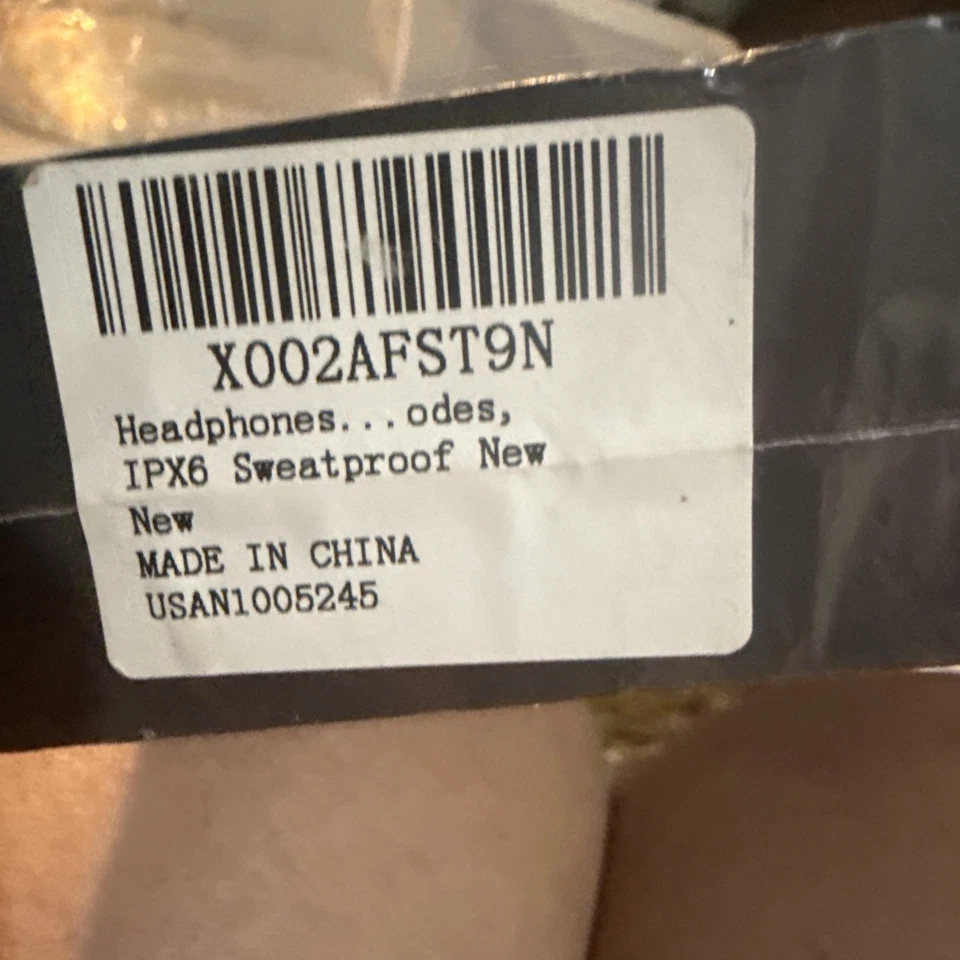 X002AFST9N
Headphones...odes,
IPX6 Sweatproof New
New
MADE IN CHINA
USAN1005245